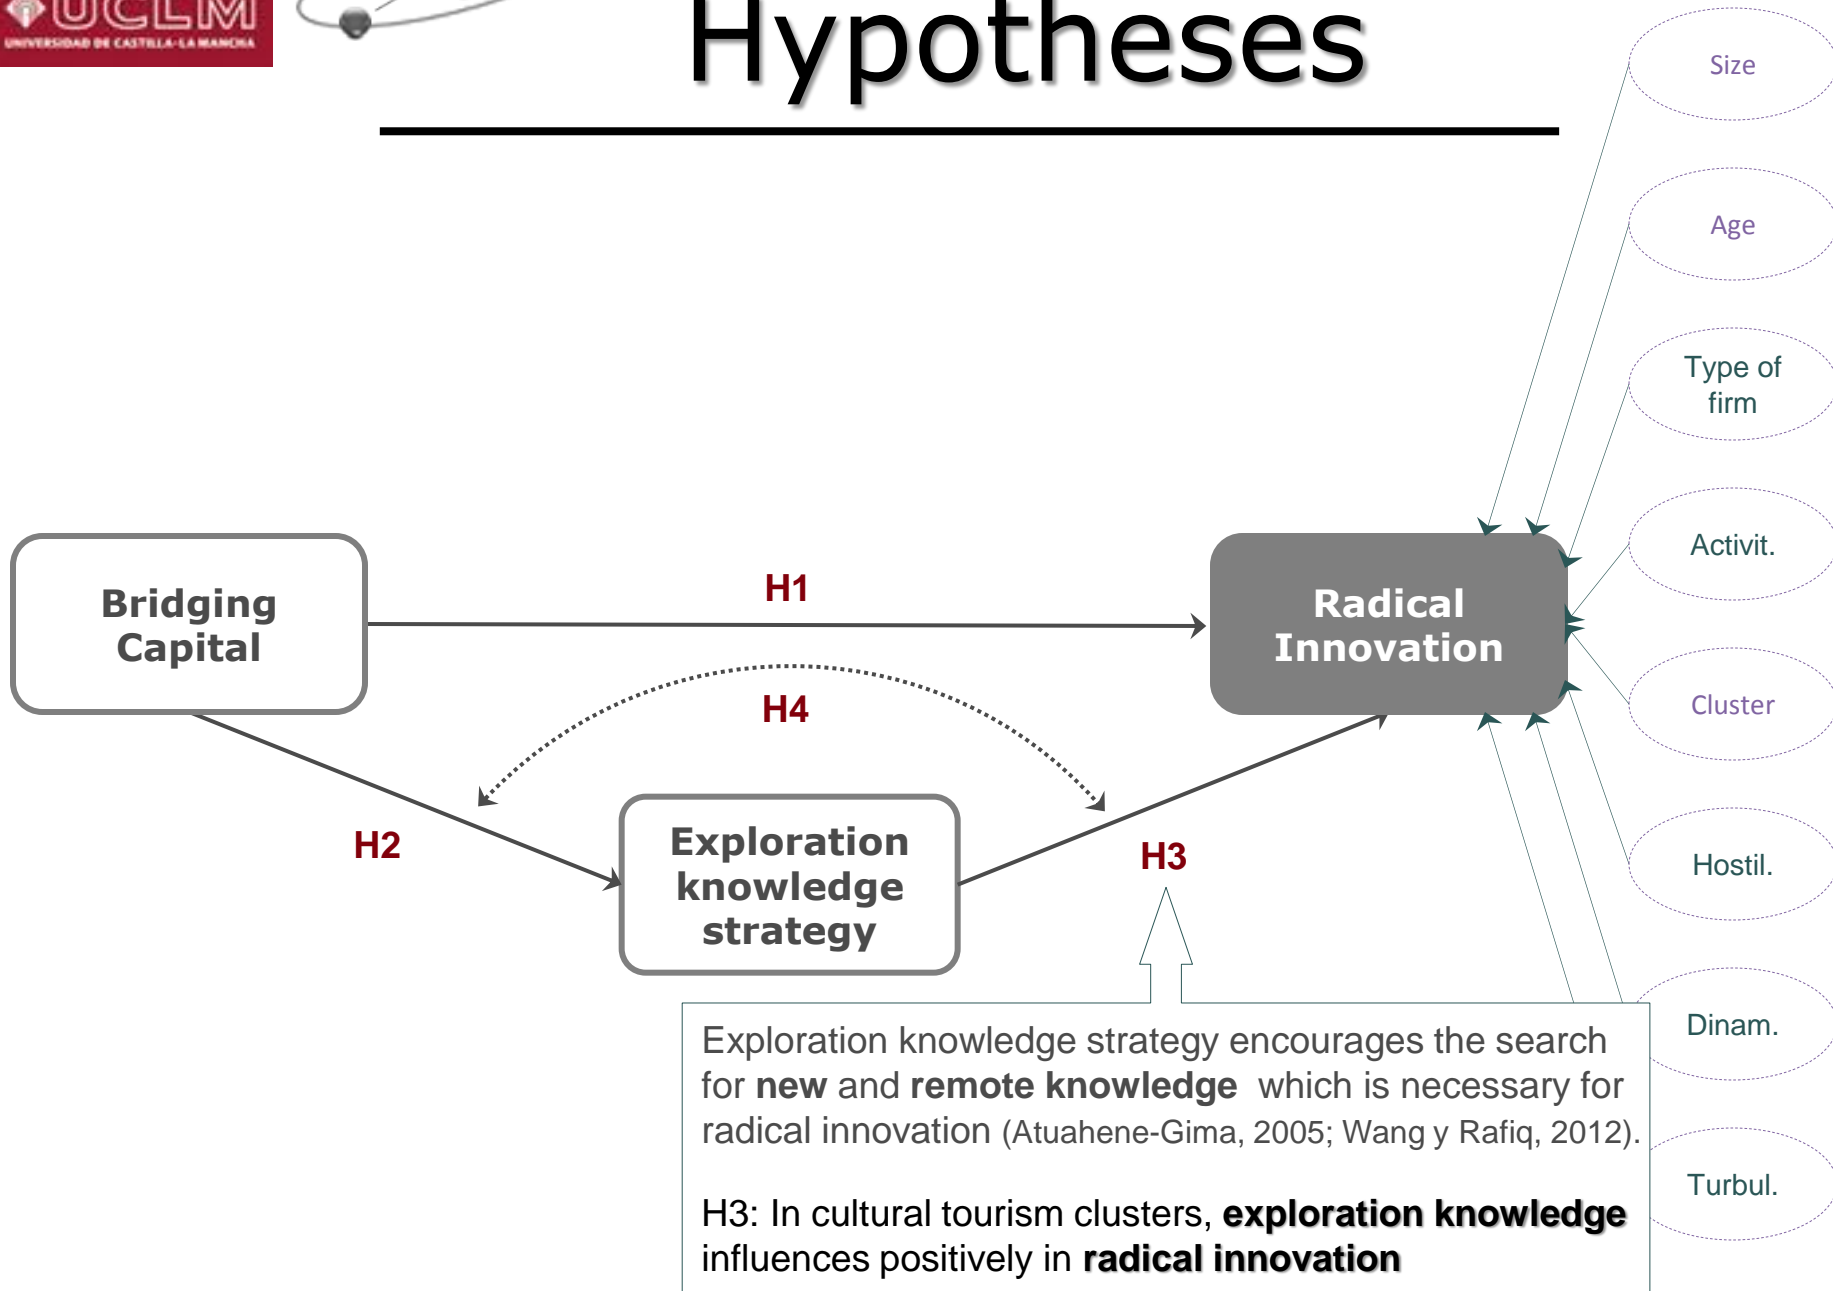 UCLM
UNIVERSIDAD DE CASTILLA-LA MANCHA
Hypotheses
Size
Age
Type of
firm
Activit.
Cluster
Hostil.
Dinam.
Turbul.
Bridging
Capital
H1
Radical
Innovation
H4
H2
Exploration
knowledge
strategy
H3
Exploration knowledge strategy encourages the search
for new and remote knowledge which is necessary for
radical innovation (Atuahene-Gima, 2005; Wang y Rafiq, 2012).
H3: In cultural tourism clusters, exploration knowledge
influences positively in radical innovation